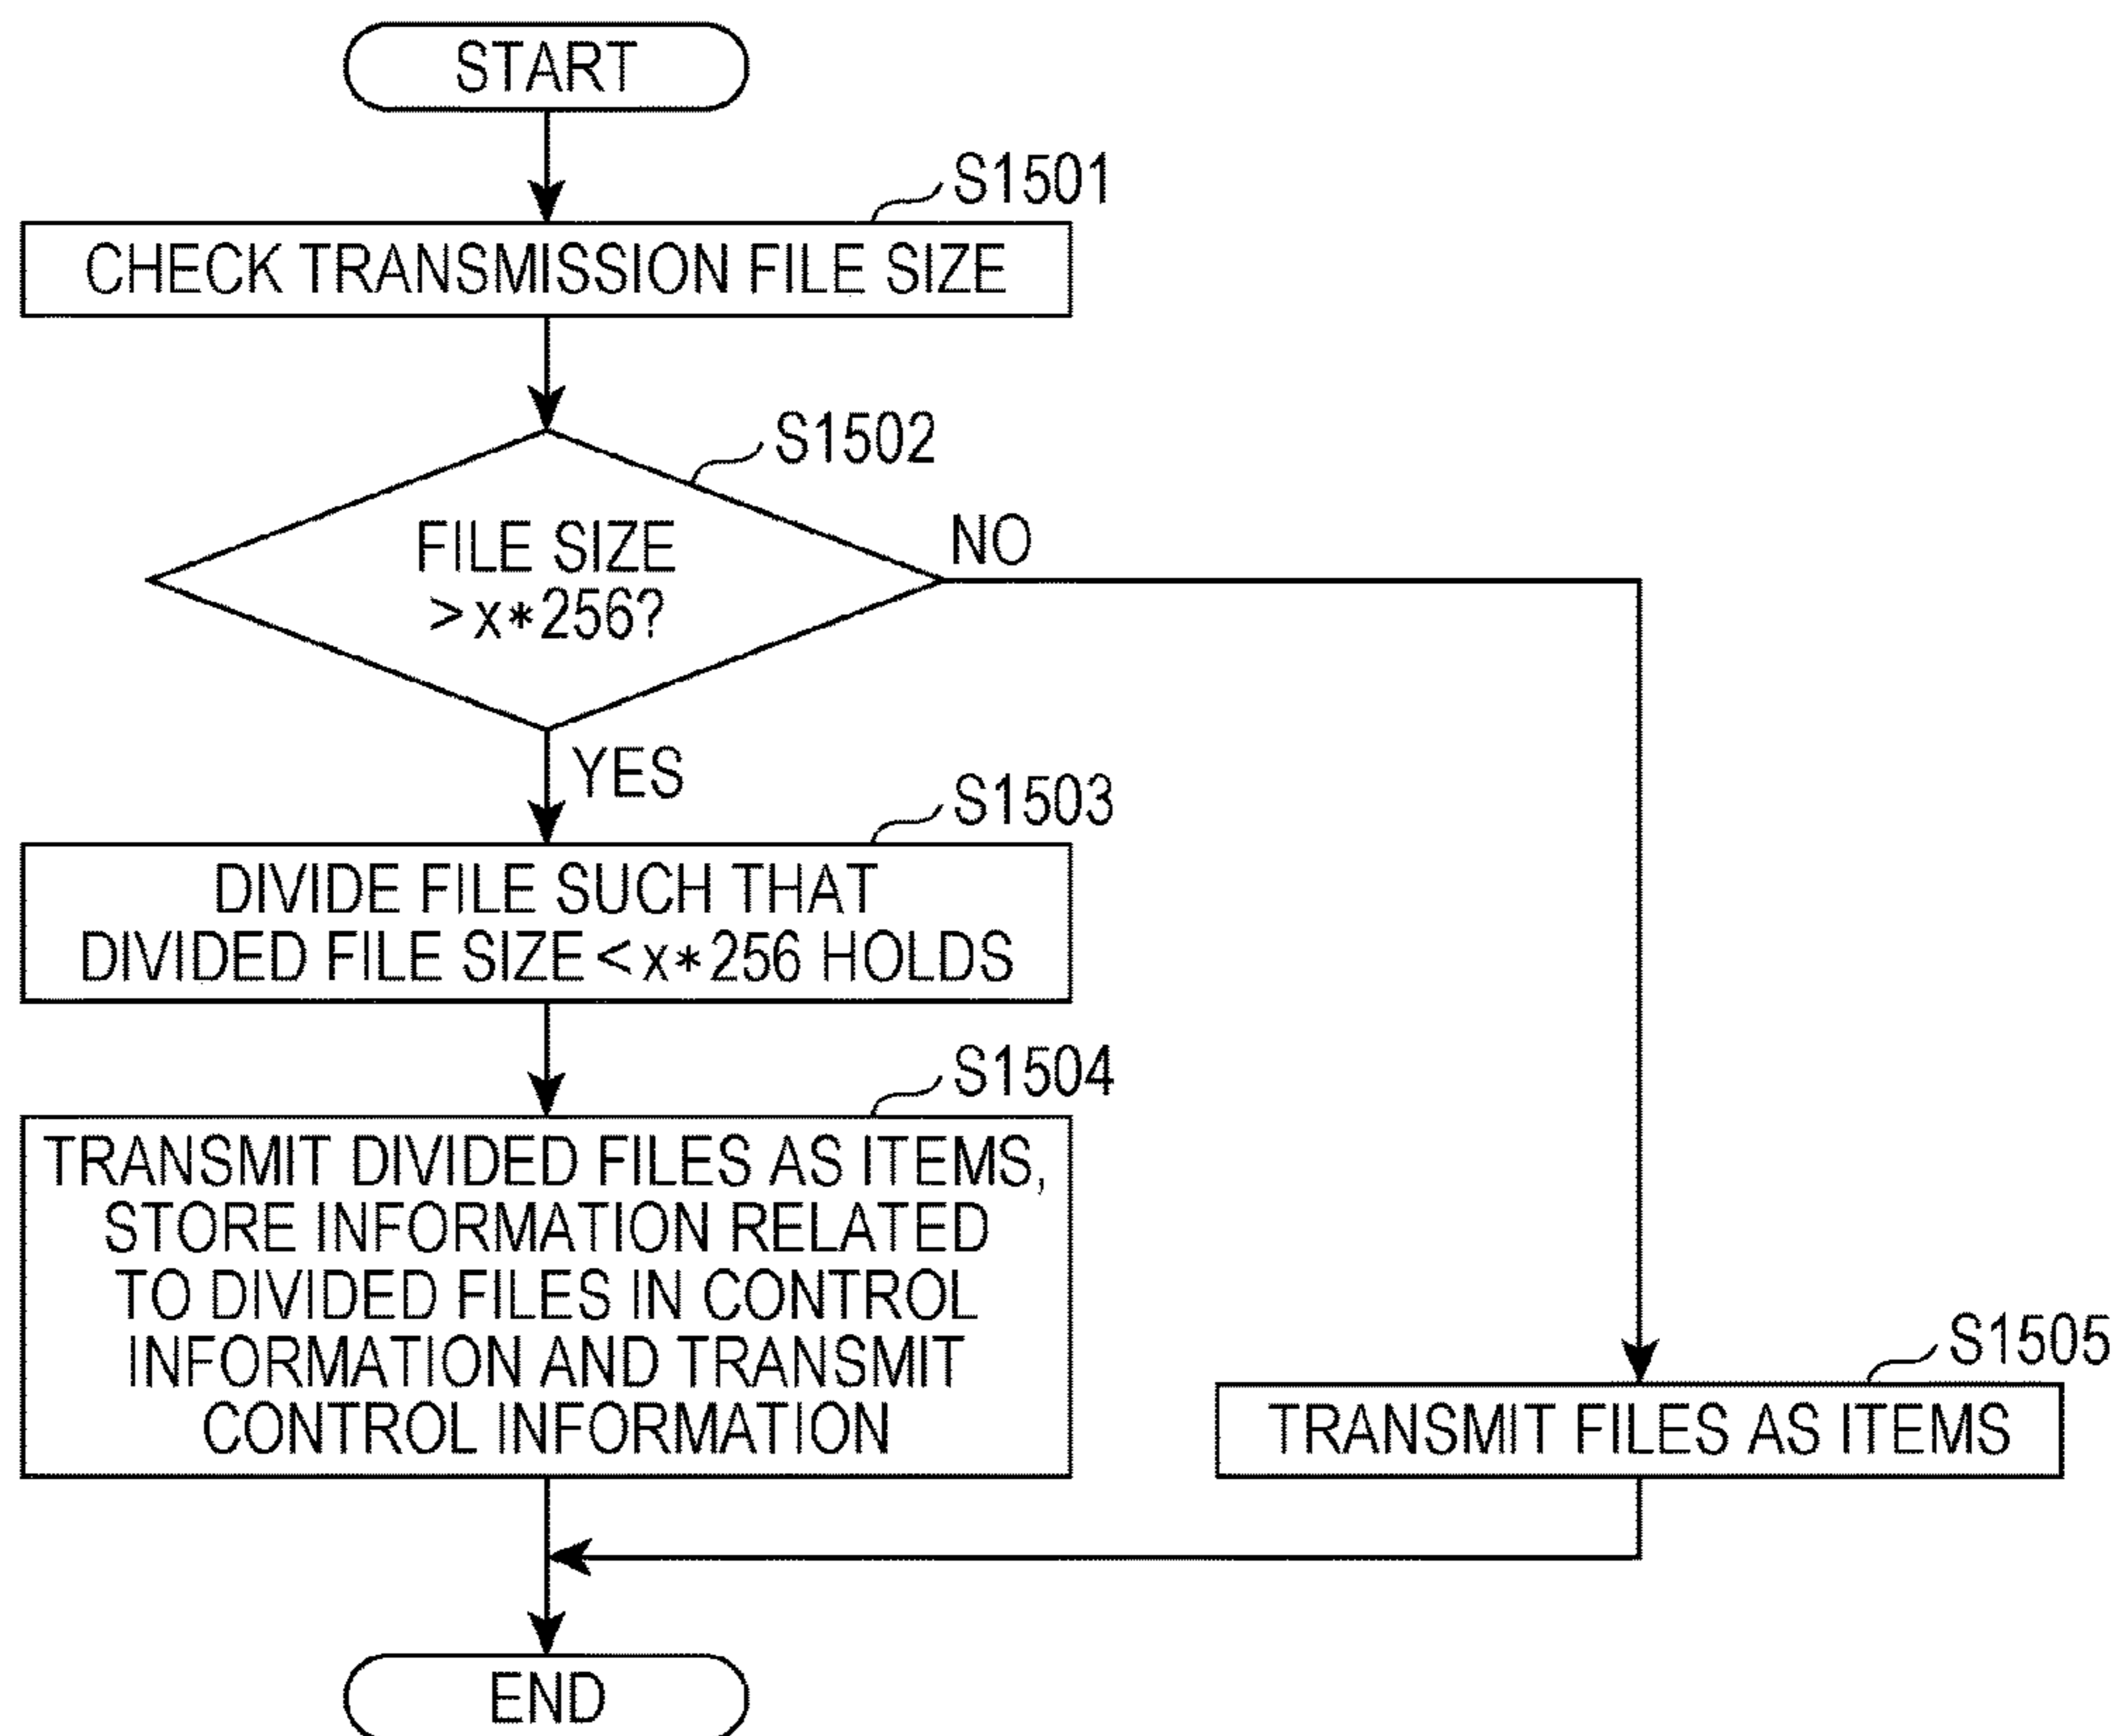 START
S1501
CHECK TRANSMISSION FILE SIZE
S1502
FILE SIZE
>x*256?
NO
YES
S1503
DIVIDE FILE SUCH THAT
DIVIDED FILE SIZE<x*256 HOLDS
S1504
TRANSMIT DIVIDED FILES AS ITEMS,
STORE INFORMATION RELATED
TO DIVIDED FILES IN CONTROL
INFORMATION AND TRANSMIT
CONTROL INFORMATION
S1505
TRANSMIT FILES AS ITEMS
END